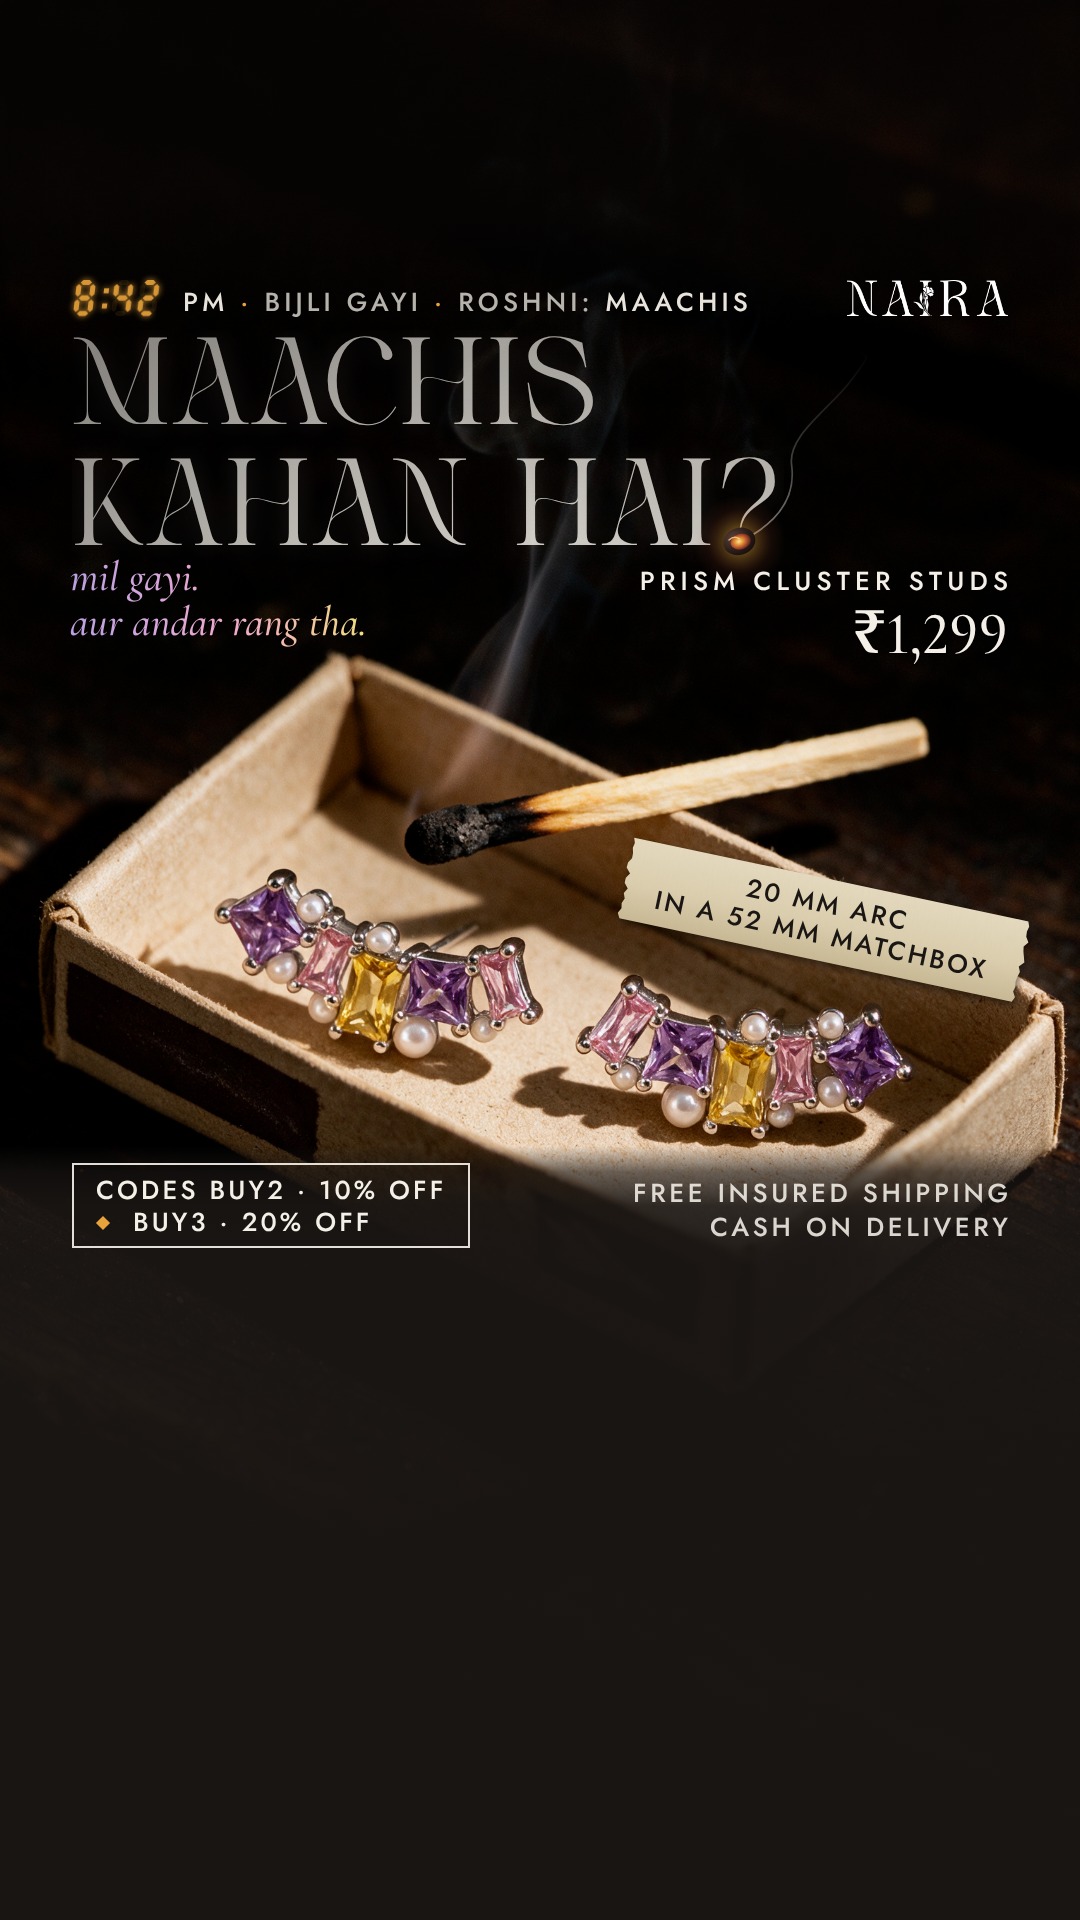 8:42 PM · BIJLI GAYI · ROSHNI: MAACHIS
NAIRA
MAACHIS
KAHAN HAI?
mil gayi.
aur andar rang tha.
PRISM CLUSTER STUDS
₹1,299
20 MM ARC
IN A 52 MM MATCHBOX
CODES BUY2 · 10% OFF
◆ BUY3 · 20% OFF
FREE INSURED SHIPPING
CASH ON DELIVERY